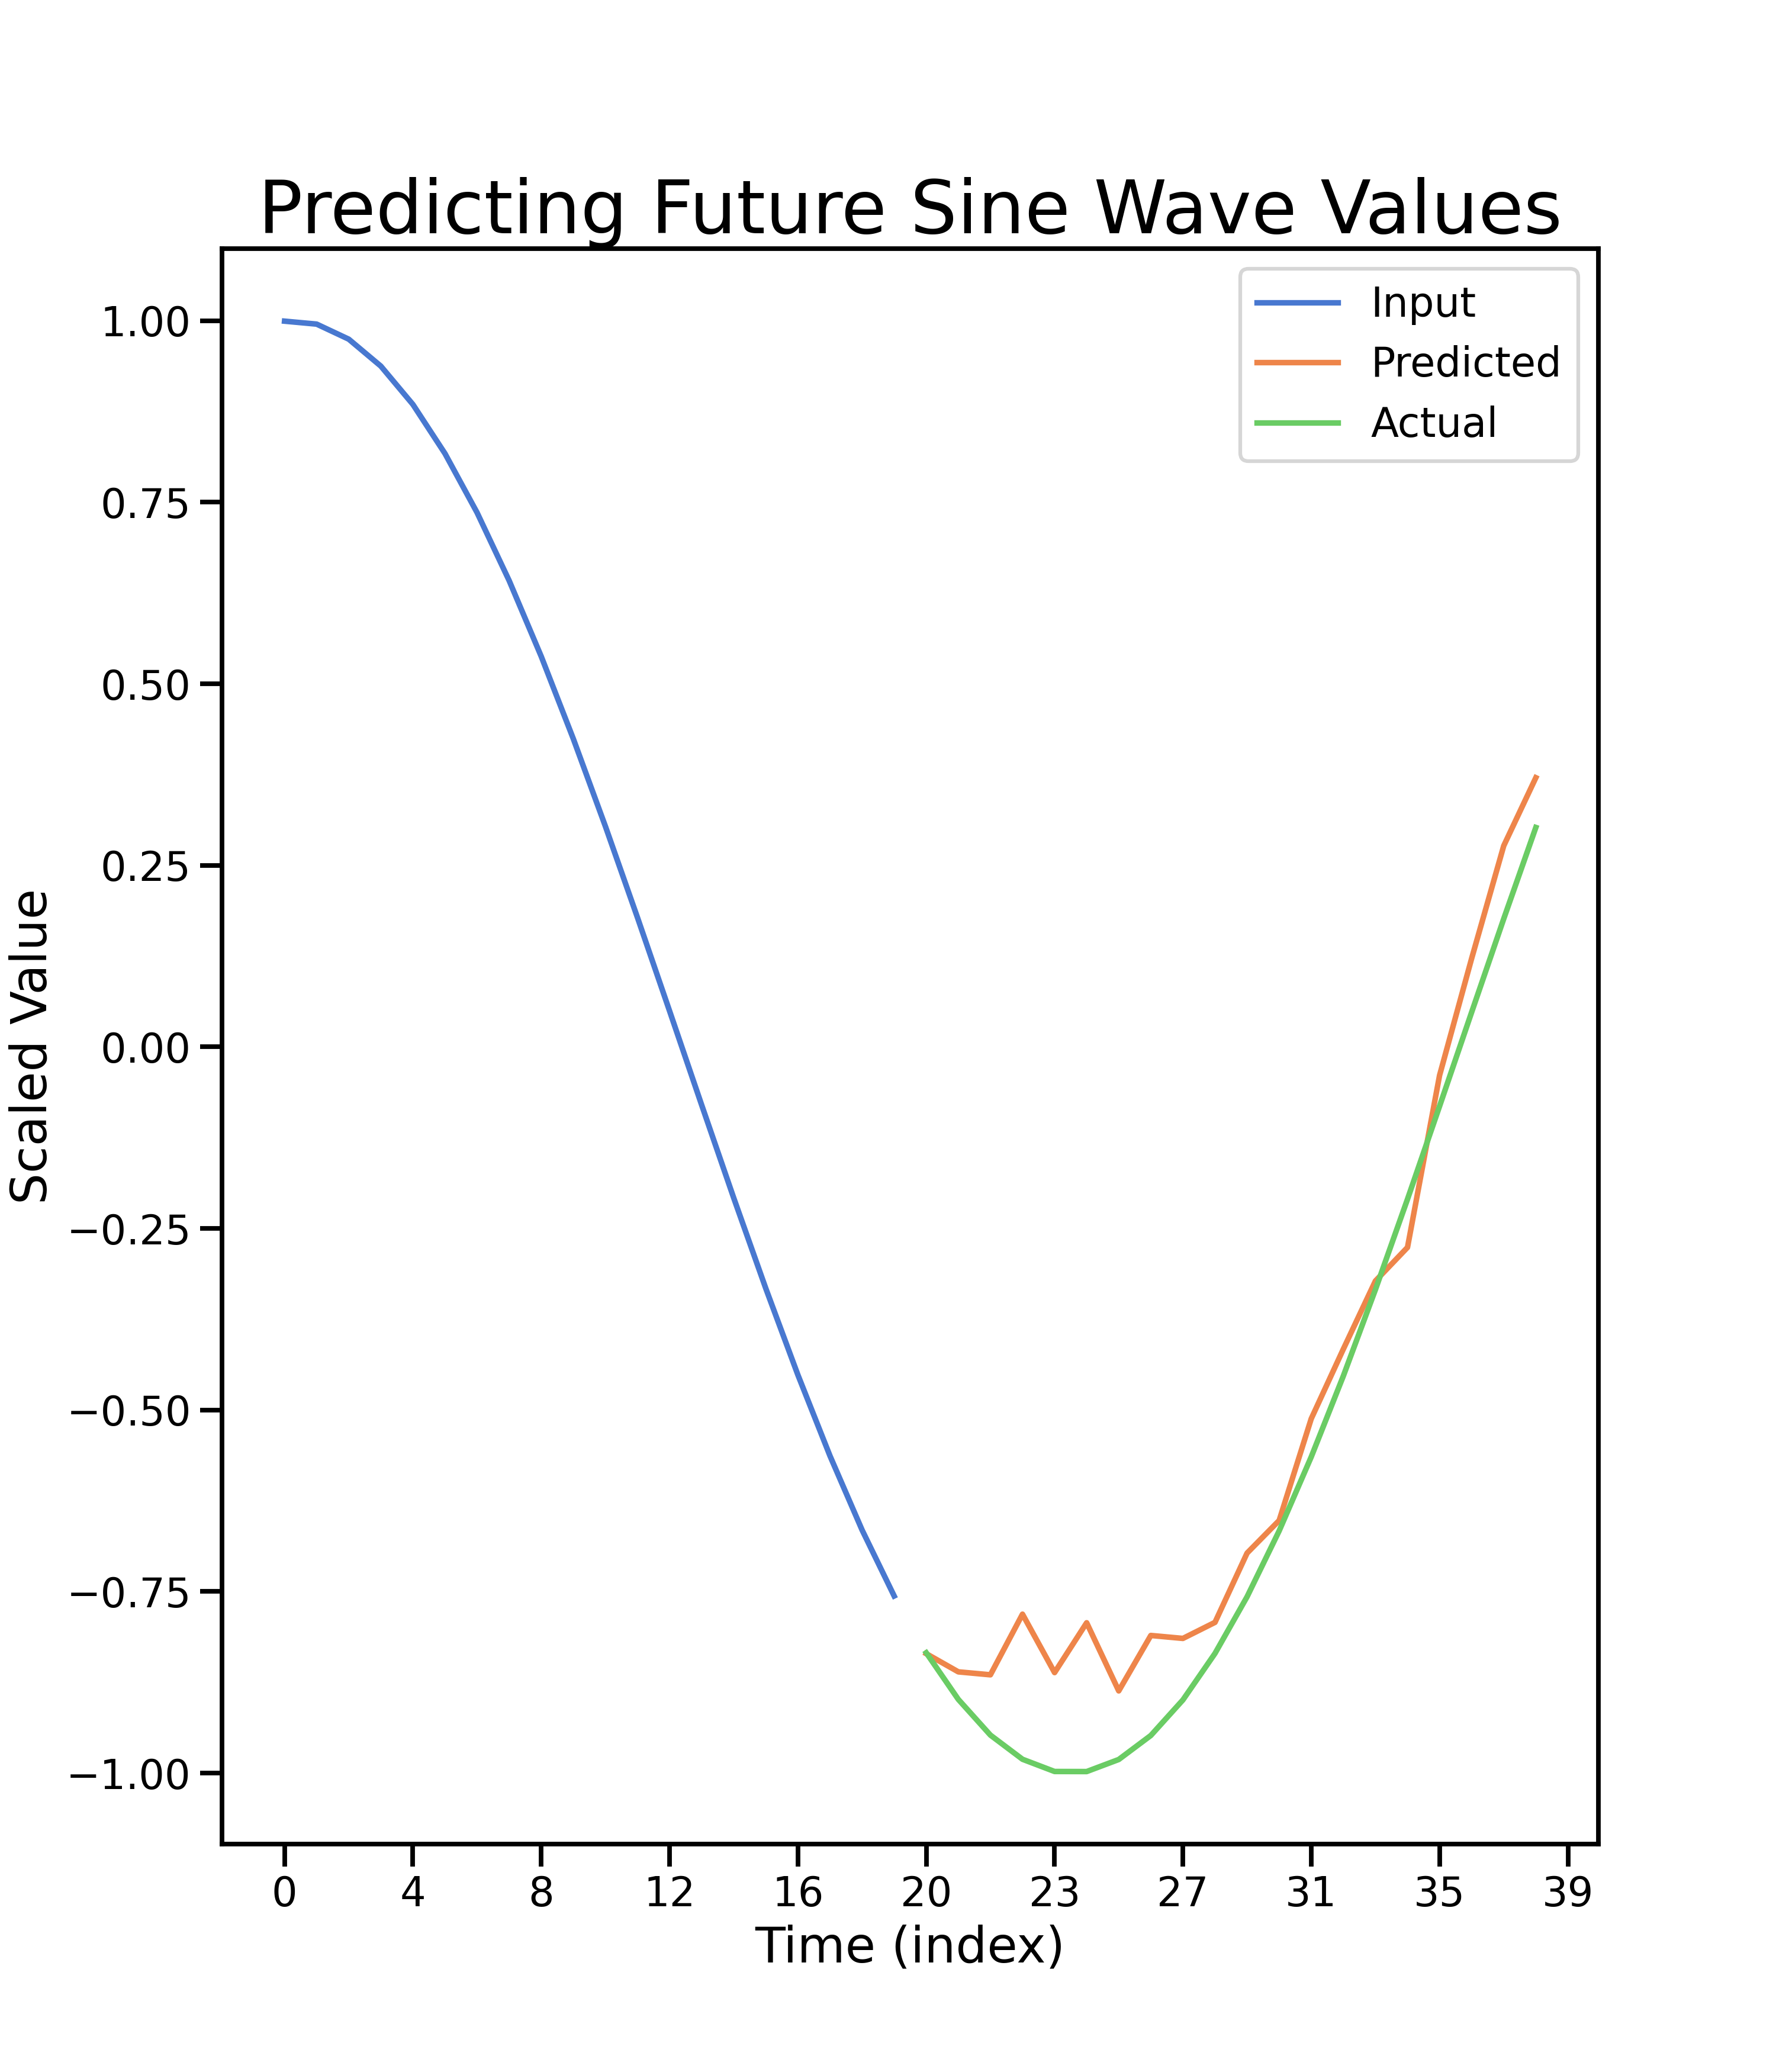 Predicting Future Sine Wave Values
Input
Predicted
Actual
1.00
0.75
0.50
0.25
0.00
−0.25
−0.50
−0.75
−1.00
Scaled Value
0 4 8 12 16 20 23 27 31 35 39
Time (index)